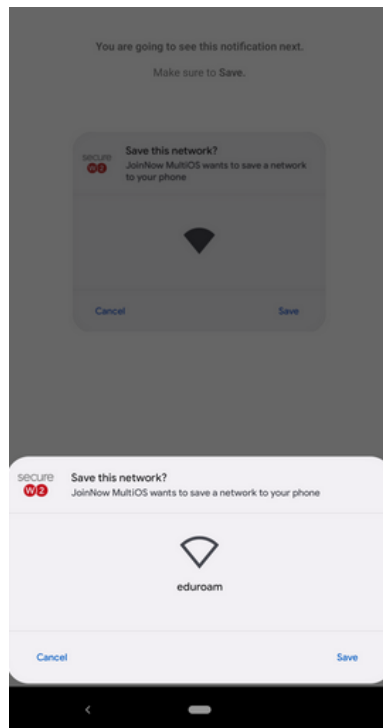 You are going to see this notification next.
Make sure to Save.
secure
W2
Save this network?
JoinNow MultiOS wants to save a network
to your phone
Cancel
Save
secure
W2
Save this network?
JoinNow MultiOS wants to save a network to your phone
eduroam
Cancel
Save